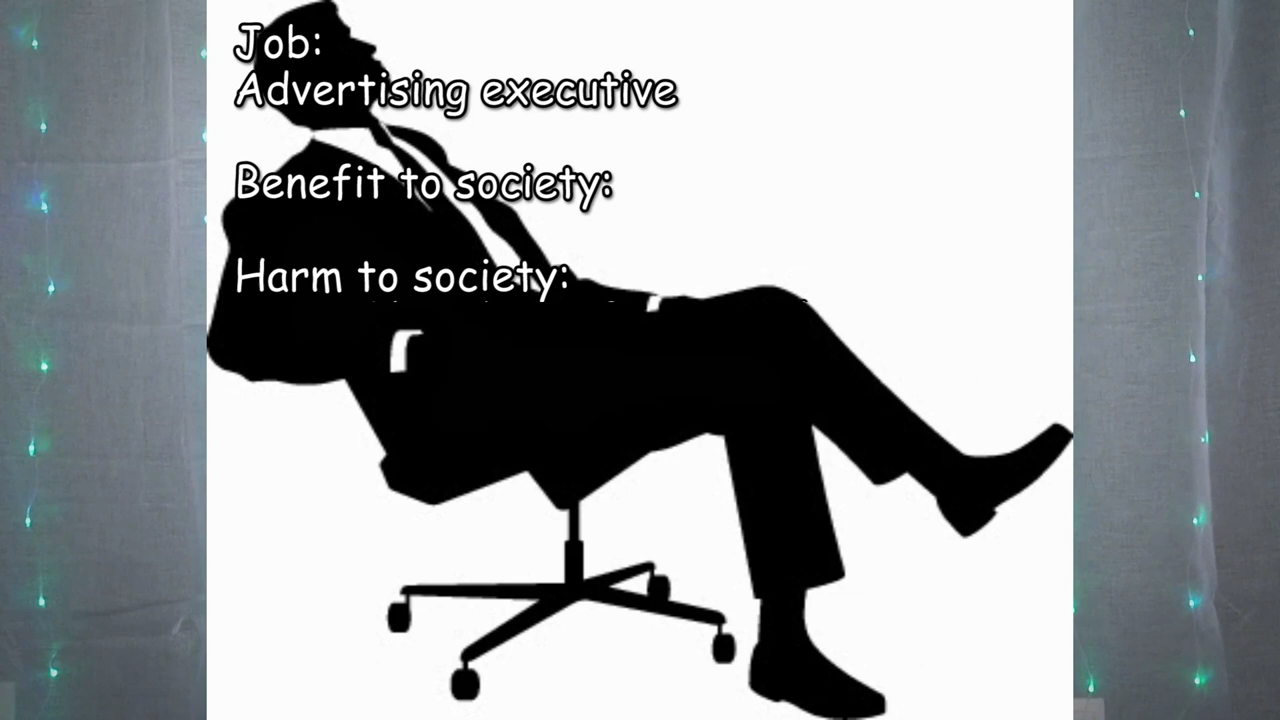 Job:
Advertising executive
Benefit to society:
Harm to society: